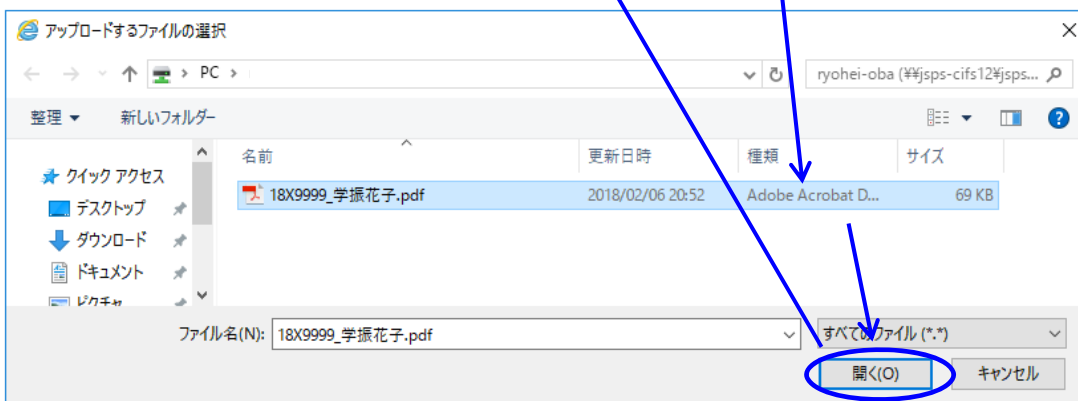 アップロードするファイルの選択
PC
ryohei-oba (¥¥jsps-cifs12¥jsps...
整理 新しいフォルダー
名前 更新日時 種類 サイズ
クイック アクセス
18X9999_学振花子.pdf 2018/02/06 20:52 Adobe Acrobat D... 69 KB
デスクトップ
ダウンロード
ドキュメント
ピクチャ
ファイル名(N): 18X9999_学振花子.pdf すべてのファイル (*.*)
開く(O) キャンセル